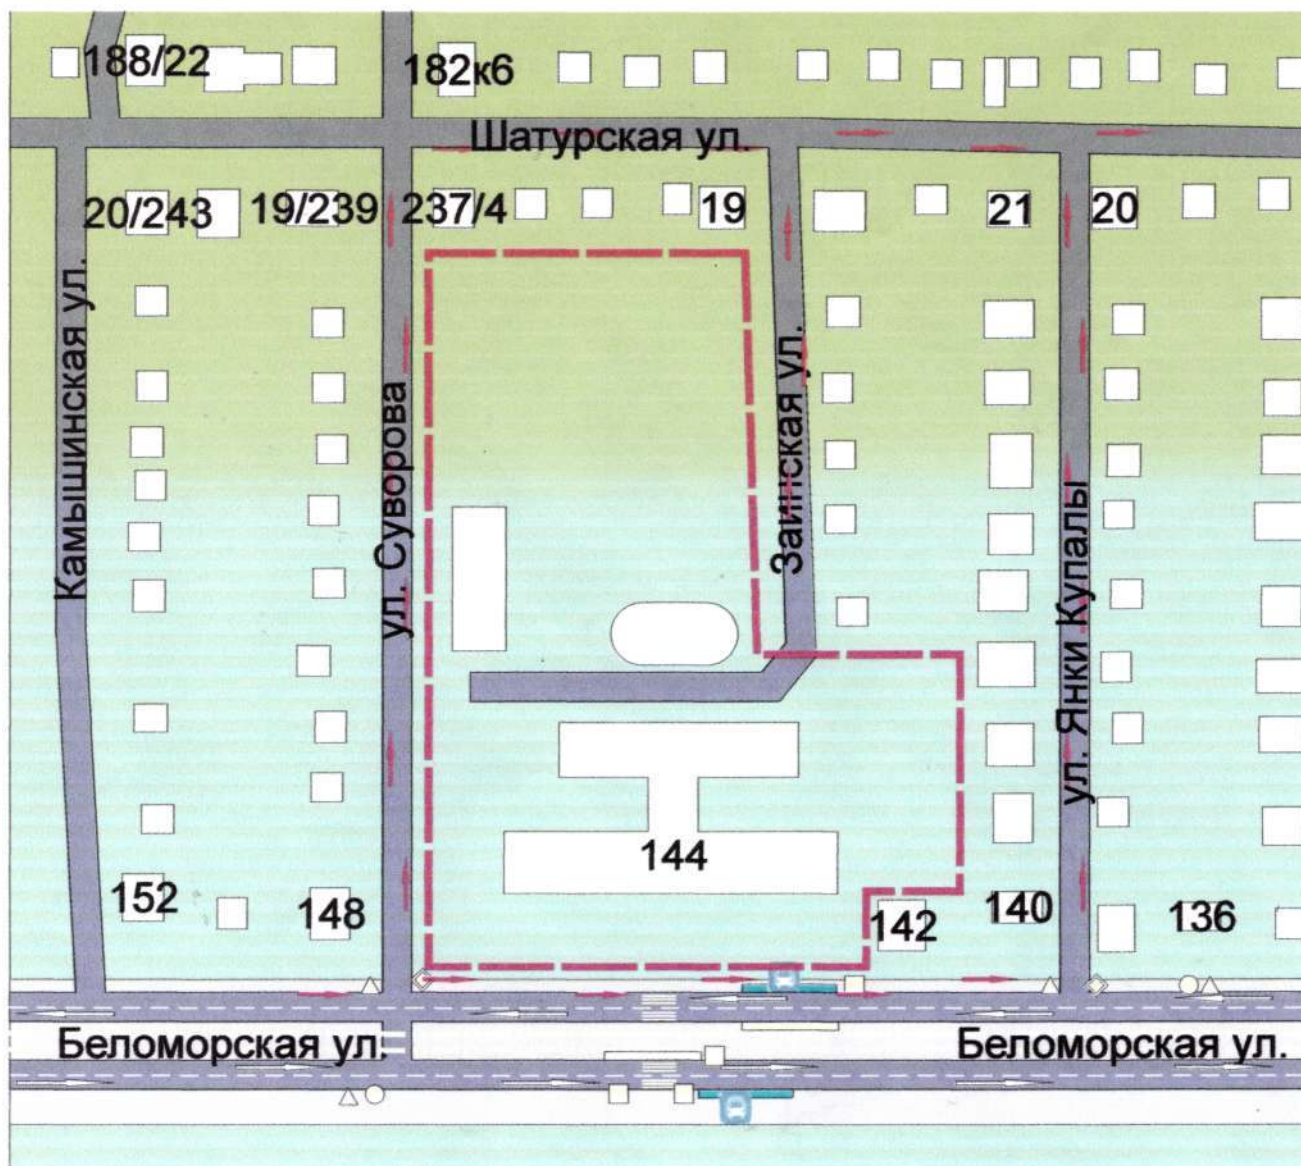 188/22
182к6
Шатурская ул.
20/243
19/239
237/4
19
21
20
Камышинская ул.
ул. Суворова
Заинская ул.
ул. Янки Купалы
144
152
148
142
140
136
Беломорская ул.
Беломорская ул.